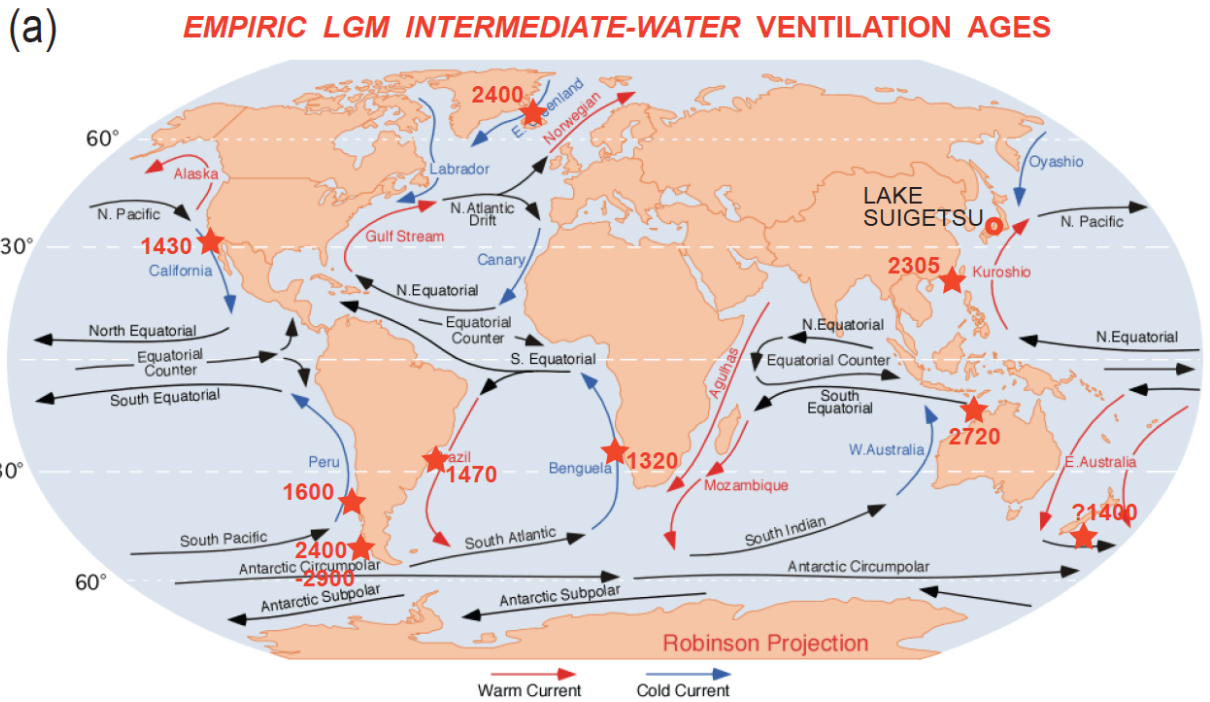 (a)
EMPIRIC LGM INTERMEDIATE-WATER VENTILATION AGES
2400
E. Greenland
Norwegian
60°
Alaska
Labrador
Oyashio
LAKE
SUIGETSU
N. Pacific
N.Atlantic
Drift
N. Pacific
Gulf Stream
30°
1430
California
Canary
2305
Kuroshio
N.Equatorial
North Equatorial
Equatorial
Counter
N.Equatorial
N.Equatorial
Equatorial
Counter
S. Equatorial
Equatorial Counter
Agulhas
South Equatorial
South
Equatorial
2720
Peru
azil
Benguela
1320
W.Australia
E.Australia
30°
1470
1600
Mozambique
?1400
South Pacific
South Atlantic
South Indian
2400
-2900
Antarctic Circumpolar
Antarctic Circumpolar
60°
Antarctic Subpolar
Antarctic Subpolar
Robinson Projection
Warm Current
Cold Current